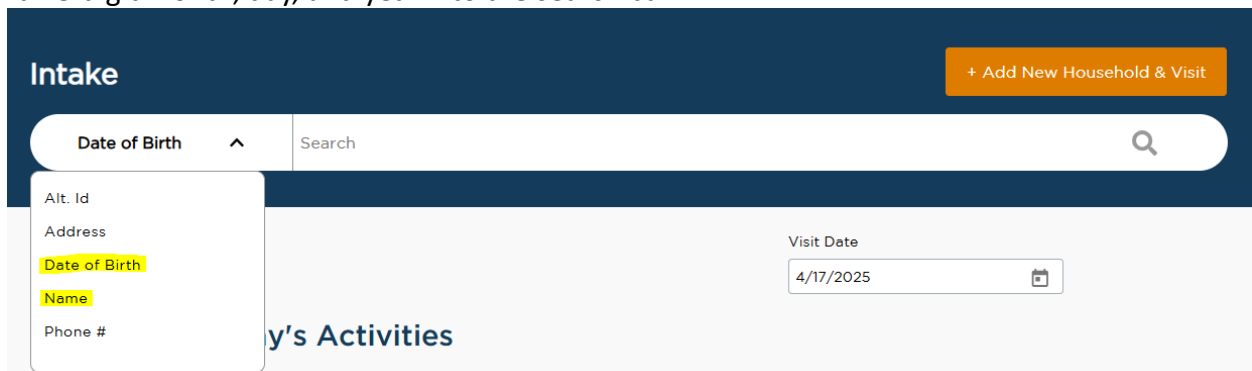 Intake
+ Add New Household & Visit
Date of Birth
Search
Alt. Id
Address
Date of Birth
Name
Phone #
Visit Date
4/17/2025
y's Activities